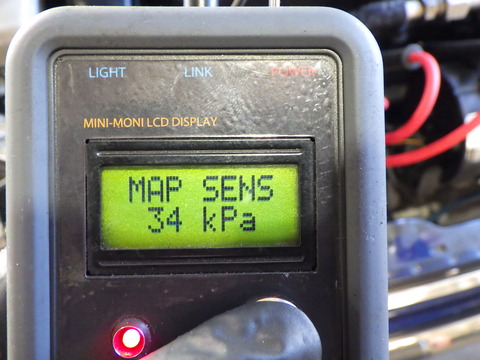 LIGHT LINK POWER
MINI-MONI LCD DISPLAY
MAP SENS
34 kPa